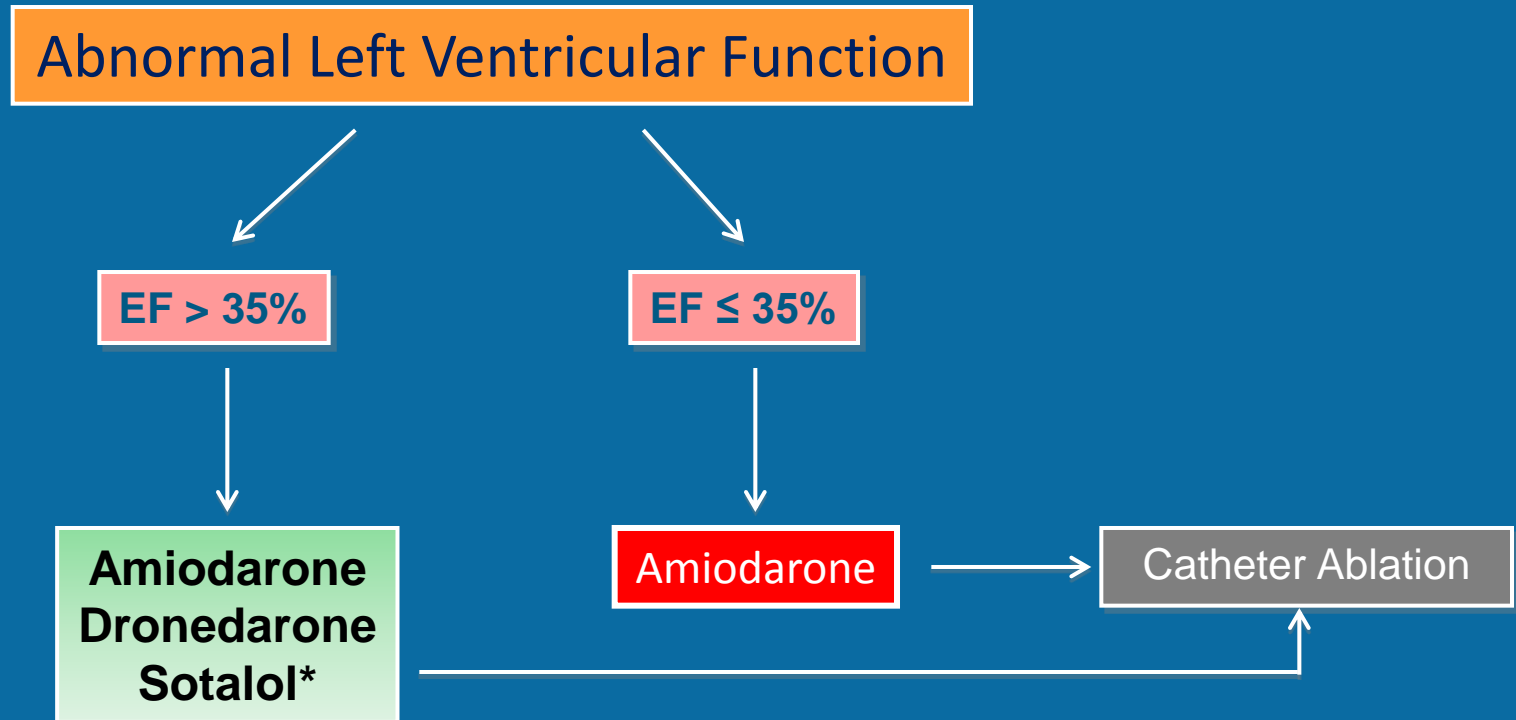 Abnormal Left Ventricular Function
EF > 35%
EF ≤ 35%
Amiodarone
Dronedarone
Sotalol*
Amiodarone
Catheter Ablation